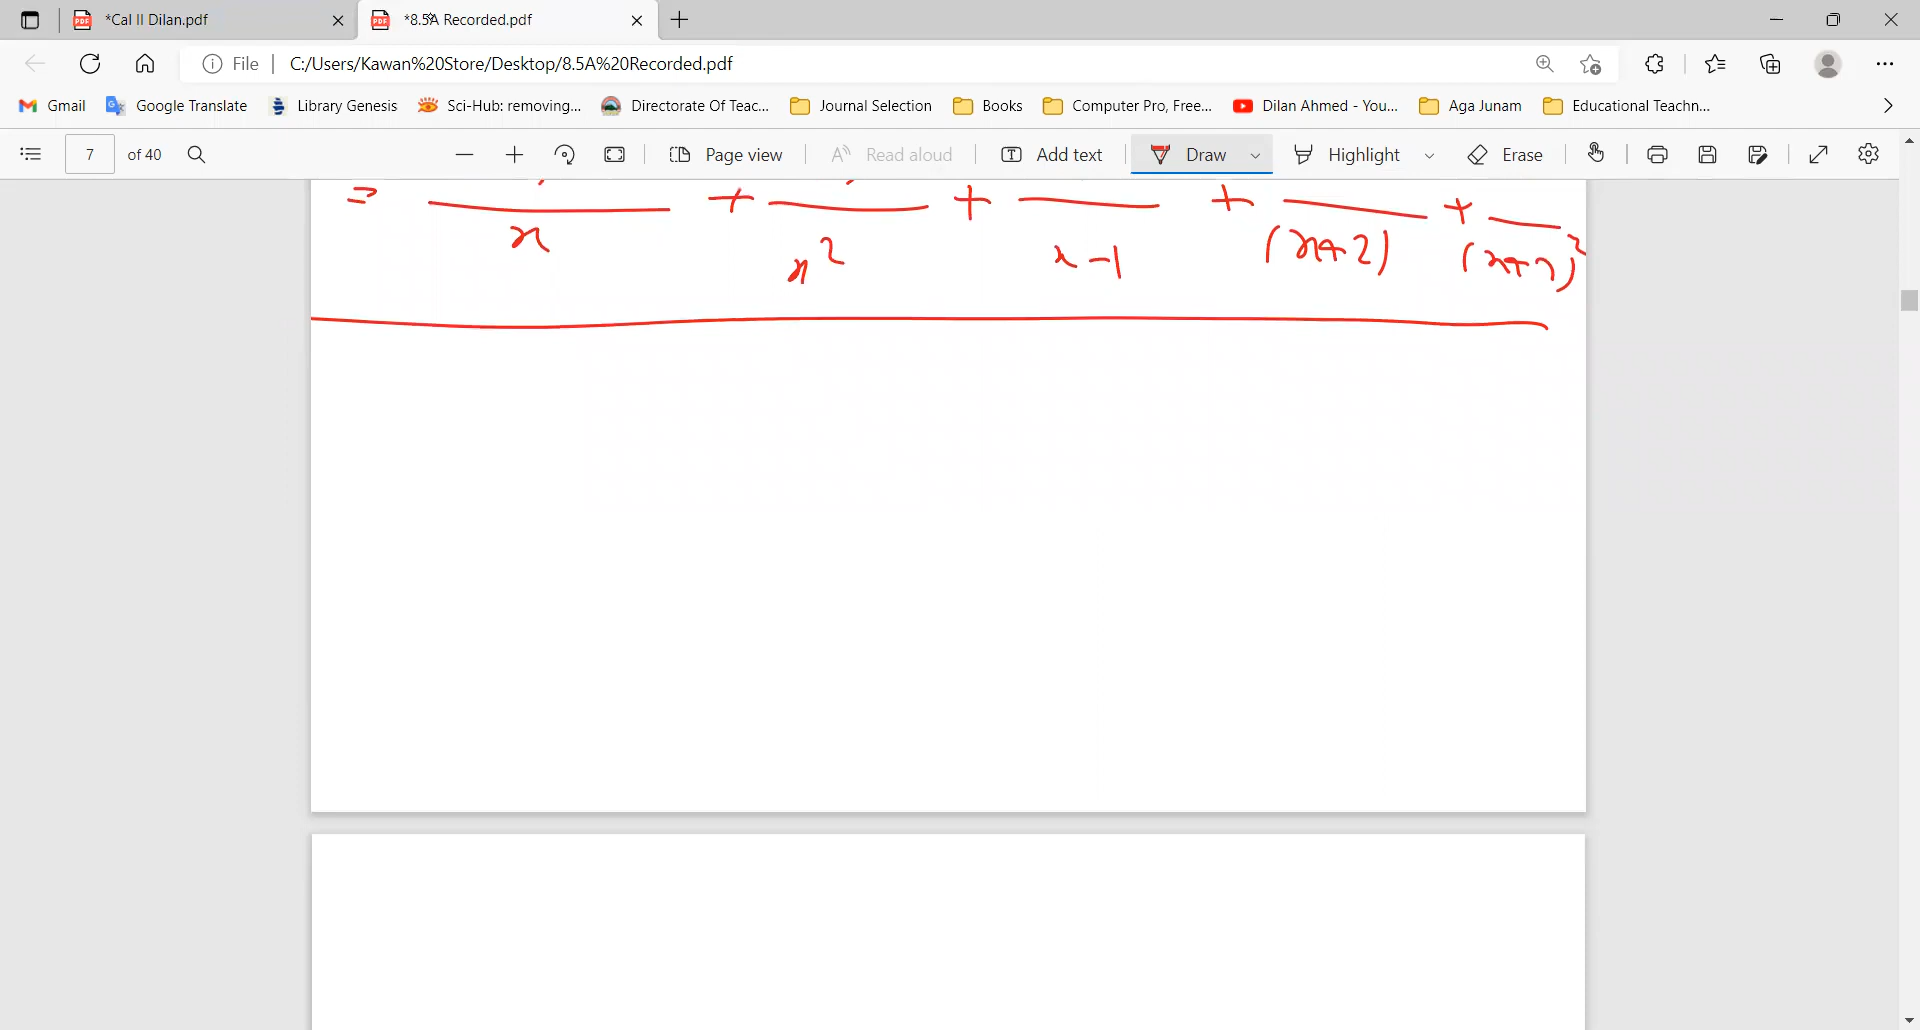 *Cal II Dilan.pdf
*8.5A Recorded.pdf
File | C:/Users/Kawan%20Store/Desktop/8.5A%20Recorded.pdf
Gmail Google Translate Library Genesis Sci-Hub: removing... Directorate Of Teac... Journal Selection Books Computer Pro, Free... Dilan Ahmed - You... Aga Junam Educational Teachn...
7 of 40 Page view Read aloud Add text Draw Highlight Erase
= + + + +
x x² x-1 (x+2) (x+2)²